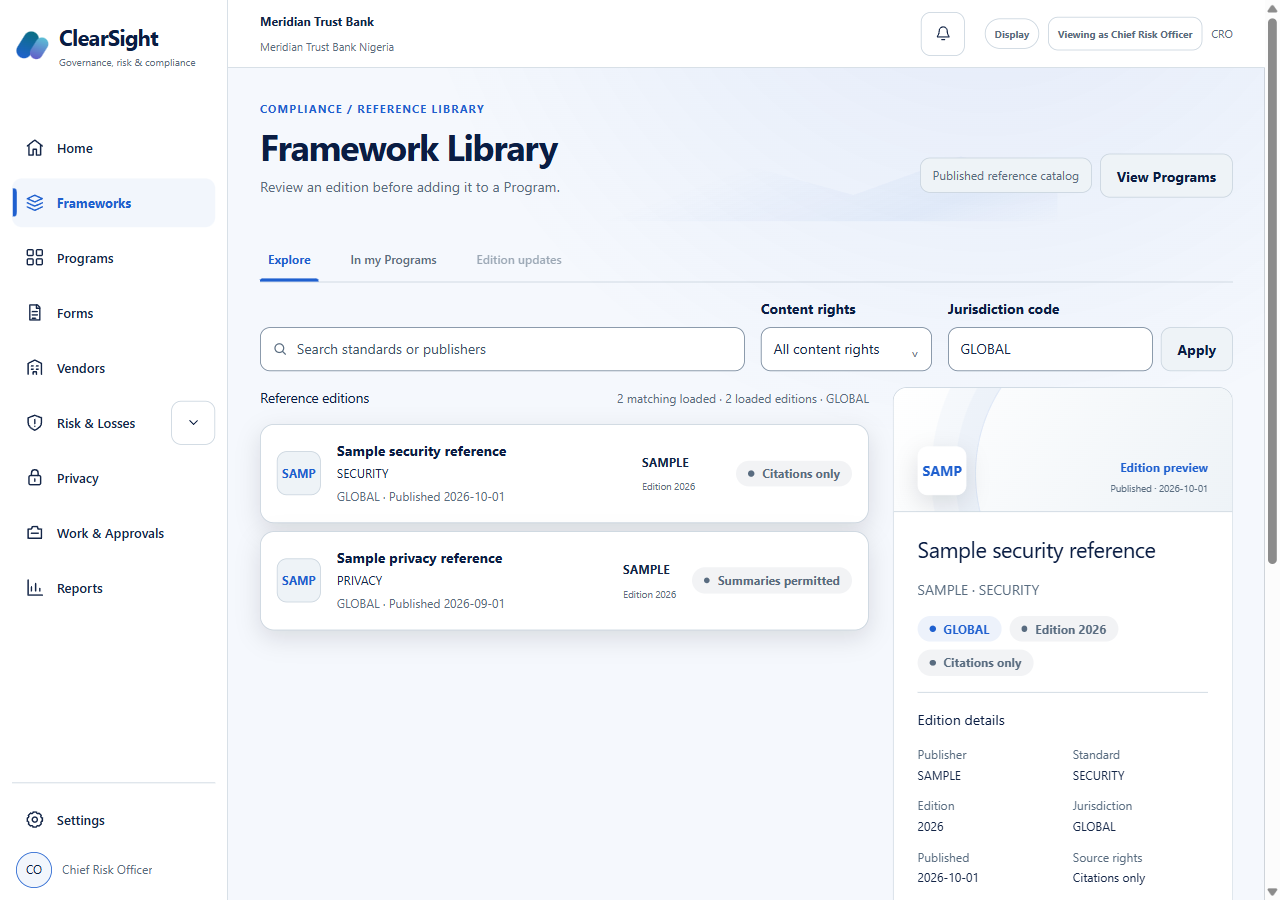 ClearSight
Governance, risk & compliance
Home
Frameworks
Programs
Forms
Vendors
Risk & Losses
Privacy
Work & Approvals
Reports
Settings
CO
Chief Risk Officer
Meridian Trust Bank
Meridian Trust Bank Nigeria
Display
Viewing as Chief Risk Officer
CRO
COMPLIANCE / REFERENCE LIBRARY
Framework Library
Review an edition before adding it to a Program.
Published reference catalog
View Programs
Explore
In my Programs
Edition updates
Content rights
Jurisdiction code
Search standards or publishers
All content rights
GLOBAL
Apply
Reference editions
2 matching loaded · 2 loaded editions · GLOBAL
SAMP
Sample security reference
SECURITY
GLOBAL · Published 2026-10-01
SAMPLE
Edition 2026
Citations only
SAMP
Sample privacy reference
PRIVACY
GLOBAL · Published 2026-09-01
SAMPLE
Edition 2026
Summaries permitted
SAMP
Edition preview
Published · 2026-10-01
Sample security reference
SAMPLE · SECURITY
GLOBAL
Edition 2026
Citations only
Edition details
Publisher
SAMPLE
Standard
SECURITY
Edition
2026
Jurisdiction
GLOBAL
Published
2026-10-01
Source rights
Citations only